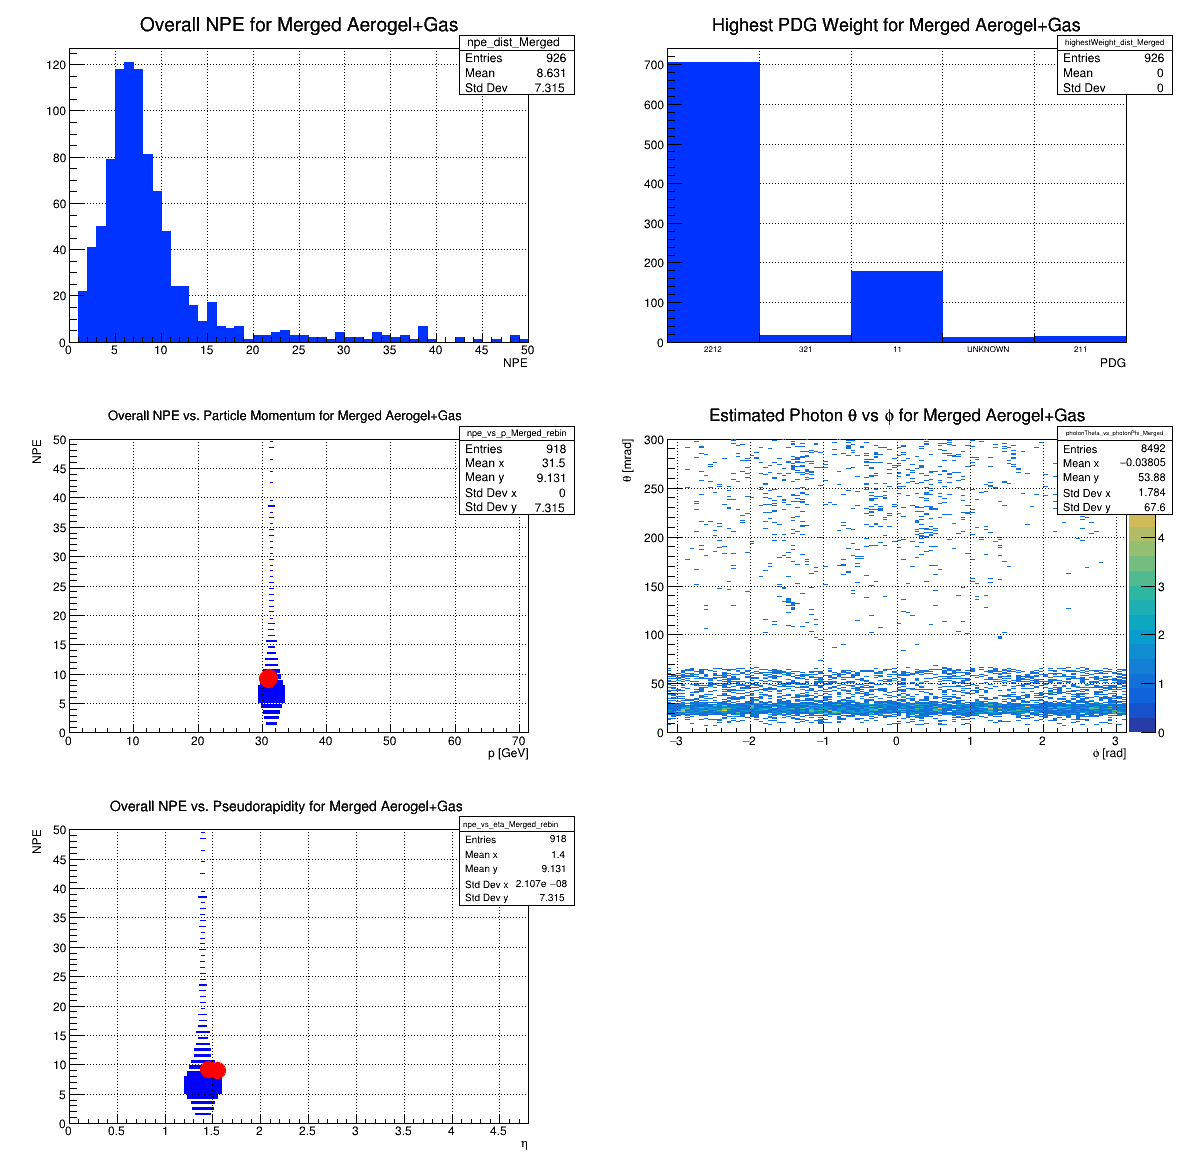 Overall NPE for Merged Aerogel+Gas
npe_dist_Merged
Entries 926
Mean 8.631
Std Dev 7.315
120
100
80
60
40
20
0
0 5 10 15 20 25 30 35 40 45 50
NPE
Highest PDG Weight for Merged Aerogel+Gas
highestWeight_dist_Merged
Entries 926
Mean 0
Std Dev 0
700
600
500
400
300
200
100
0
2212 321 11 UNKNOWN 211
PDG
Overall NPE vs. Particle Momentum for Merged Aerogel+Gas
npe_vs_p_Merged_rebin
Entries 918
Mean x 31.5
Mean y 9.131
Std Dev x 0
Std Dev y 7.315
NPE
50
45
40
35
30
25
20
15
10
5
0
0 10 20 30 40 50 60 70
p [GeV]
Estimated Photon θ vs ϕ for Merged Aerogel+Gas
photonTheta_vs_photonPhi_Merged
Entries 8492
Mean x −0.03805
Mean y 53.88
Std Dev x 1.784
Std Dev y 67.6
θ [mrad]
300
250
200
150
100
50
0
−3 −2 −1 0 1 2 3
ϕ [rad]
4
3
2
1
0
Overall NPE vs. Pseudorapidity for Merged Aerogel+Gas
npe_vs_eta_Merged_rebin
Entries 918
Mean x 1.4
Mean y 9.131
Std Dev x 2.107e −08
Std Dev y 7.315
NPE
50
45
40
35
30
25
20
15
10
5
0
0 0.5 1 1.5 2 2.5 3 3.5 4 4.5
η